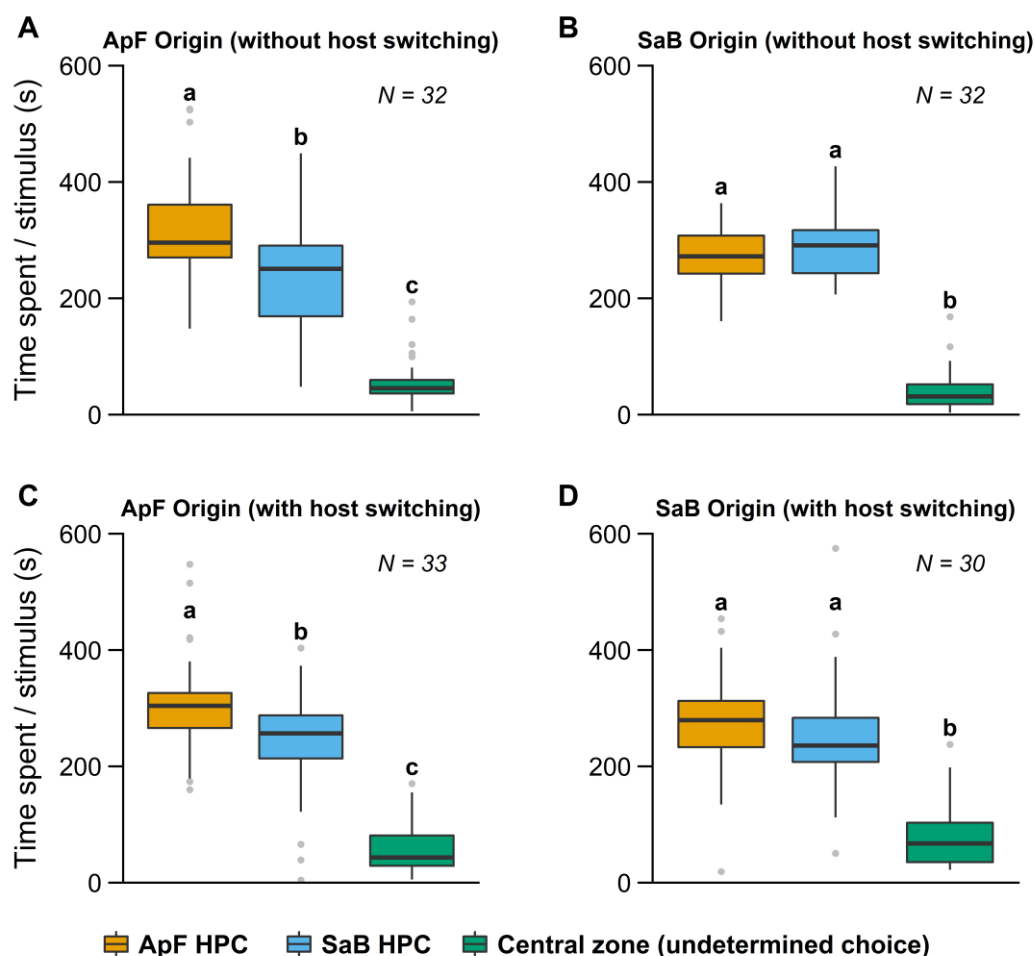 A
ApF Origin (without host switching)
B
SaB Origin (without host switching)
Time spent / stimulus (s)
600
400
200
0
a
b
c
N = 32
600
400
200
0
a
a
b
N = 32
C
ApF Origin (with host switching)
D
SaB Origin (with host switching)
Time spent / stimulus (s)
600
400
200
0
a
b
c
N = 33
600
400
200
0
a
a
b
N = 30
ApF HPC SaB HPC Central zone (undetermined choice)